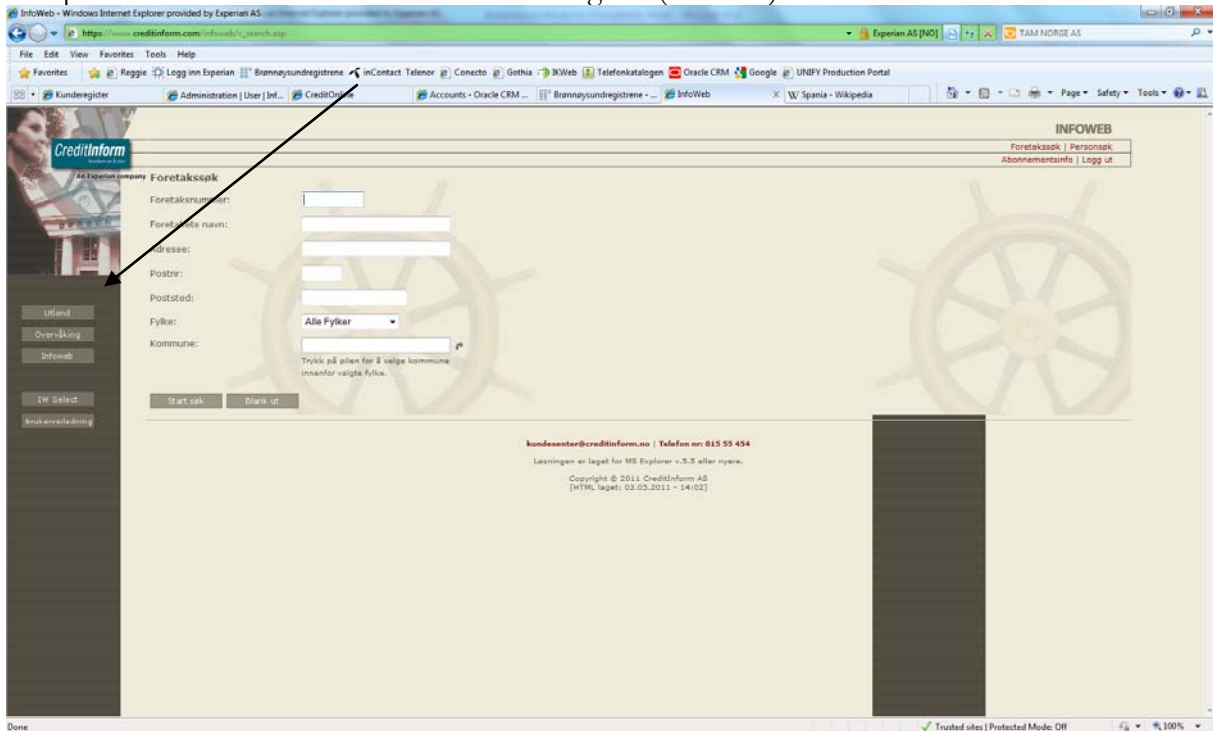 InfoWeb - Windows Internet Explorer provided by Experian AS
https://www.creditinform.com/infoweb/c_search.asp
Experian AS [NO]
TAM NORGE AS
File Edit View Favorites Tools Help
Favorites Reggie Logg inn Experian Brønnøysundregistrene inContact Telenor Conecto Gothia IKWeb Telefonkatalogen Oracle CRM Google UNIFY Production Portal
Kunderegister Administration | User | Inf... CreditOnline Accounts - Oracle CRM ... Brønnøysundregistrene - ... InfoWeb X Spania - Wikipedia Page Safety Tools
INFOWEB
CreditInform
Foretakssøk | Personsøk
Abonnementsinfo | Logg ut
An Experian company
Foretakssøk
Foretaksnummer:
Foretakets navn:
Adresse:
Postnr:
Poststed:
Utland
Fylke: Alle Fylker
Overvåking
Kommune:
Infoweb
Trykk på pilen for å velge kommune
innenfor valgte fylke.
IW Select
Start søk Blank ut
Brukerveiledning
kundesenter@creditinform.no | Telefon nr: 815 55 454
Løsningen er laget for MS Explorer v.5.5 eller nyere.
Copyright © 2011 CreditInform AS
[HTML laget: 03.05.2011 - 14:02]
Done
Trusted sites | Protected Mode: Off
100%